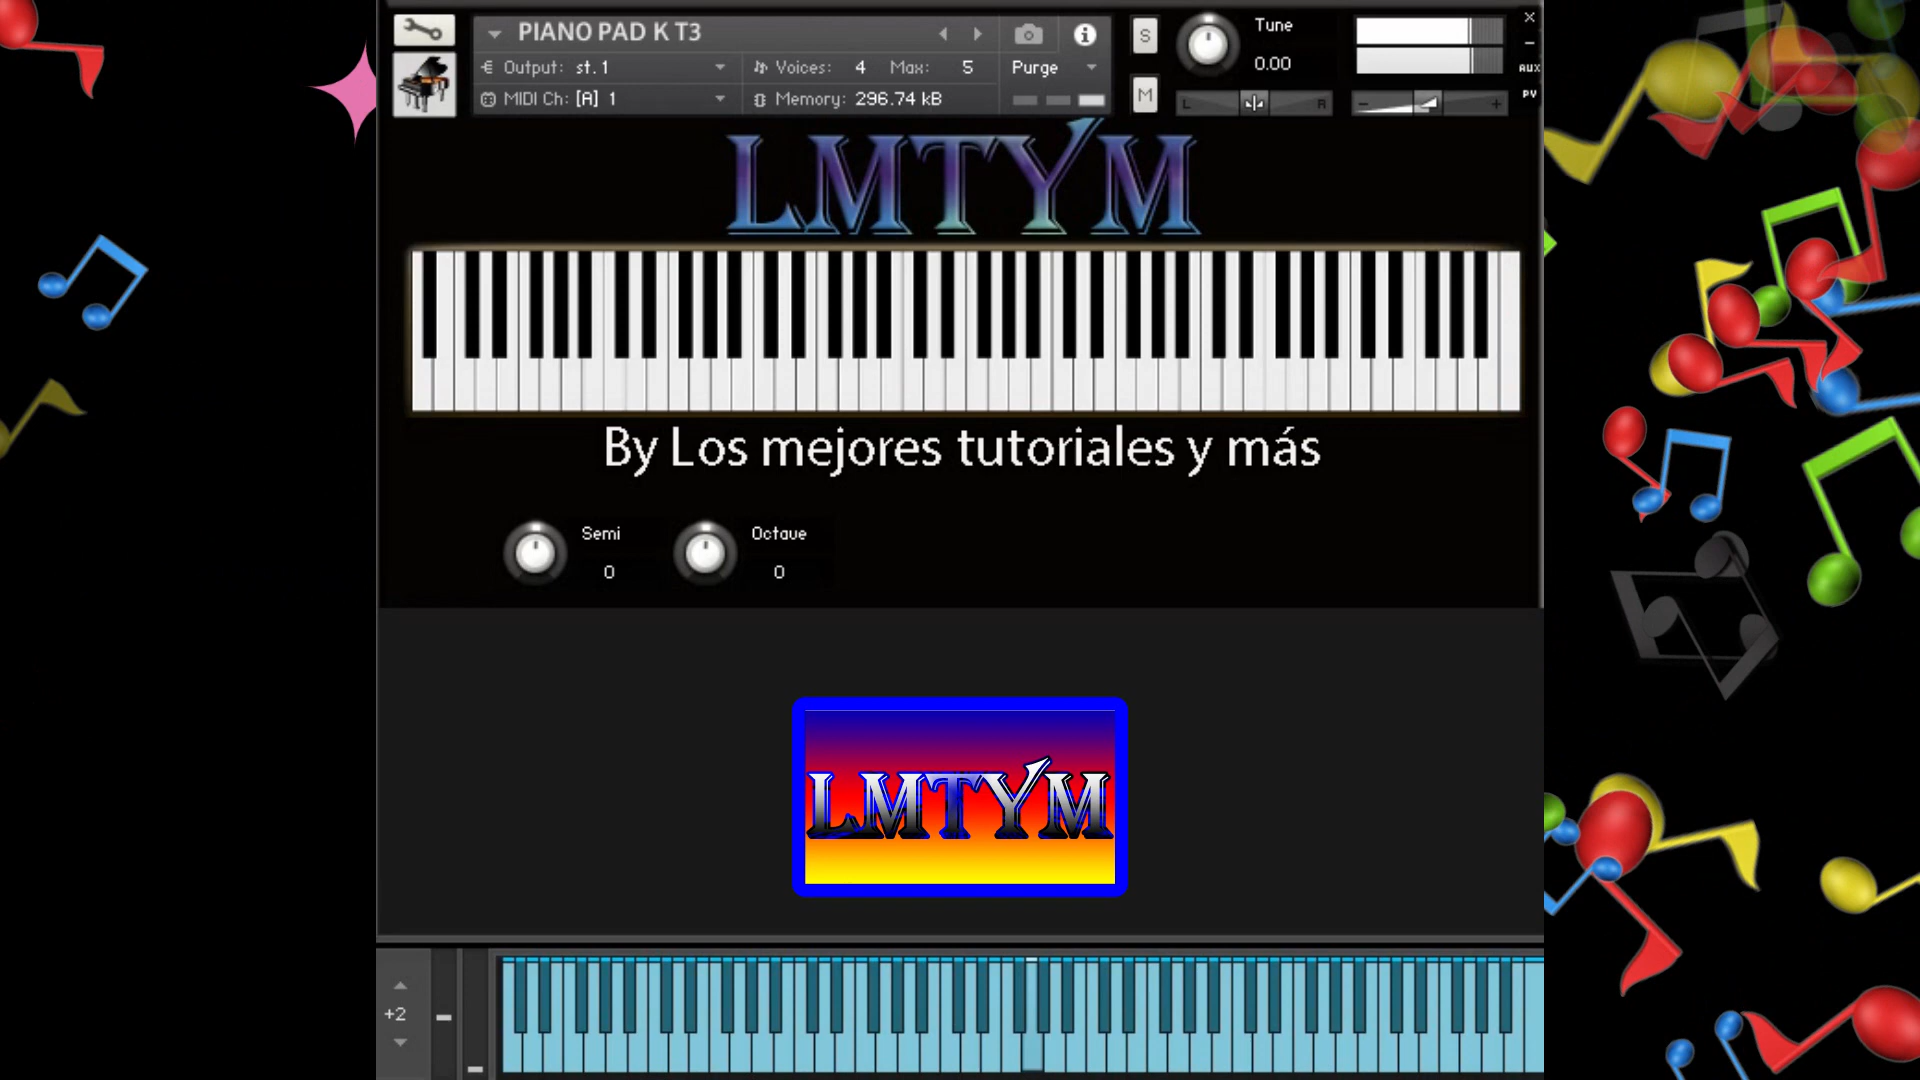 PIANO PAD K T3
Output: st. 1
Voices: 4 Max: 5
Purge
MIDI Ch: [A] 1
Memory: 296.74 kB
S
M
Tune
0.00
L R
- +
×
AUX
PV
LMTYM
By Los mejores tutoriales y más
Semi
0
Octave
0
LMTYM
+2